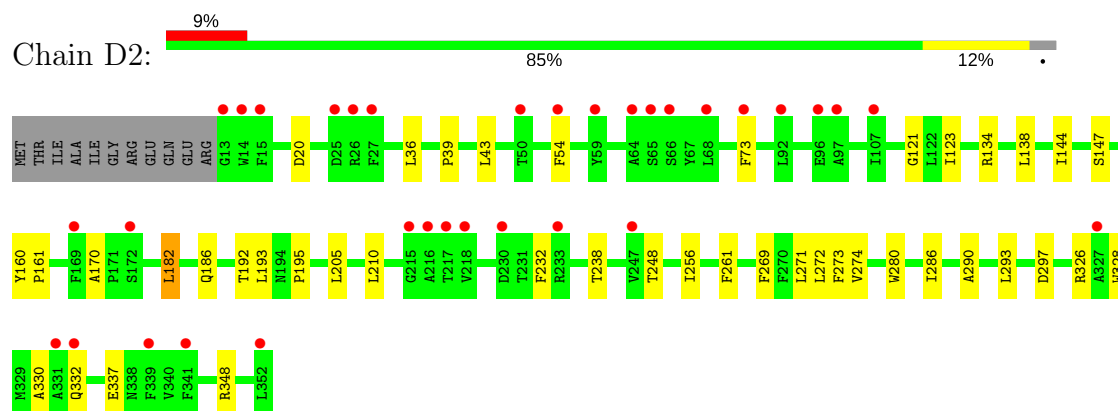 9%
Chain D2:
85% 12% •
MET THR ILE ALA ILE GLY ARG GLU GLN GLU ARG G13 W14 F15 D20 D25 R26 F27 L36 P39 L43 T50 F54 Y59 A64 S65 S66 Y67 L68 F73 L92 E96 A97 I107 G121 L122 I123 R134 L138 I144 S147
Y160 P161 F169 A170 P171 S172 L182 Q186 T192 L193 N194 P195 L205 L210 G215 A216 T217 V218 D230 T231 F232 R233 T238 V247 T248 I256 F261 F269 F270 L271 L272 F273 V274 W280 I286 A290 L293 D297 R326 A327 W328
M329 A330 A331 Q332 E337 N338 F339 V340 F341 R348 L352